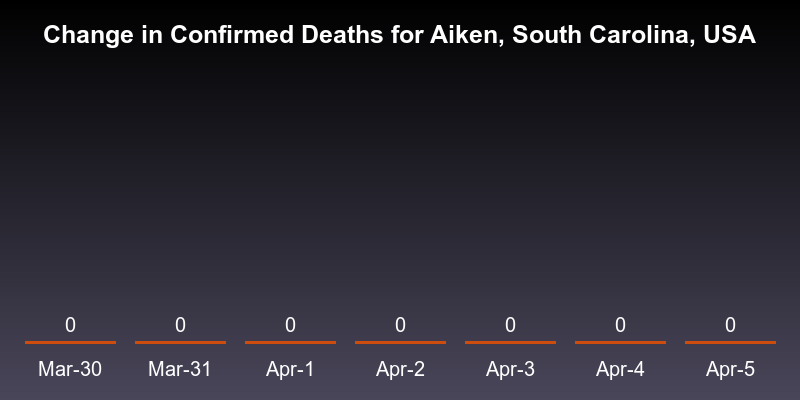 Change in Confirmed Deaths for Aiken, South Carolina, USA
0 0 0 0 0 0 0
Mar-30 Mar-31 Apr-1 Apr-2 Apr-3 Apr-4 Apr-5